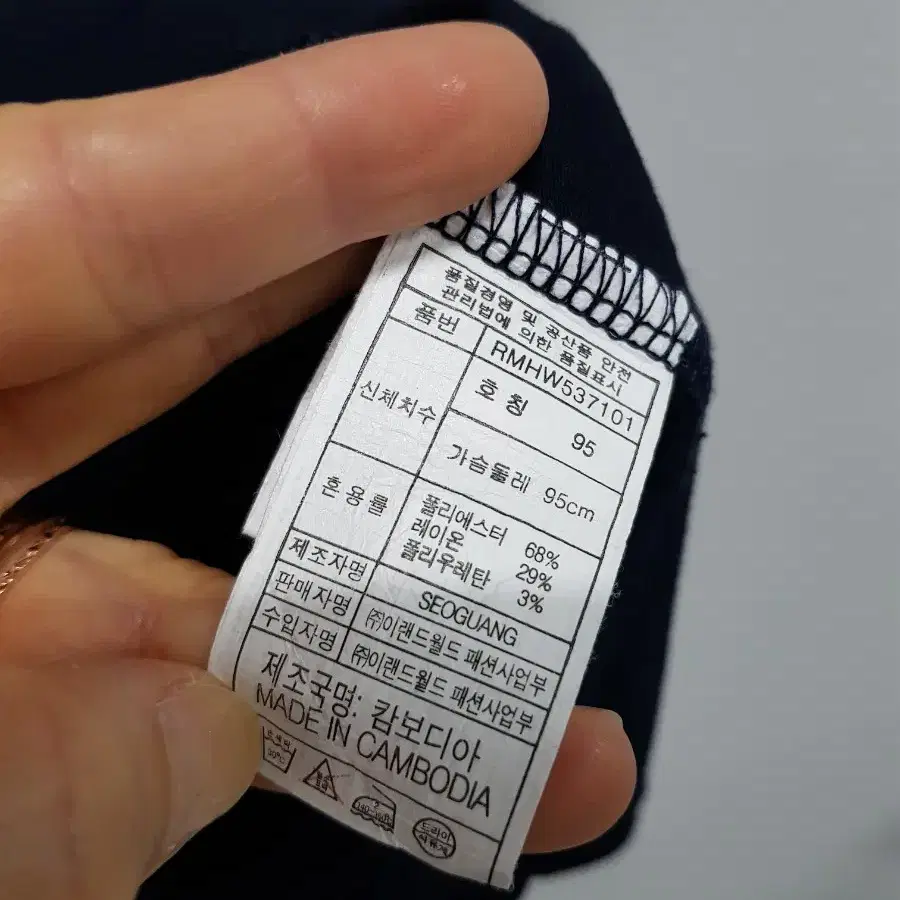 품질경영 및 공산품 안전
관리법에 의한 품질표시
품번 RMHW537101
신체치수 호칭 95
가슴둘레 95cm
혼용률 폴리에스터 68%
레이온 29%
폴리우레탄 3%
제조자명 SEOGUANG
판매자명 ㈜이랜드월드 패션사업부
수입자명 ㈜이랜드월드 패션사업부
제조국명: 캄보디아
MADE IN CAMBODIA
드라이